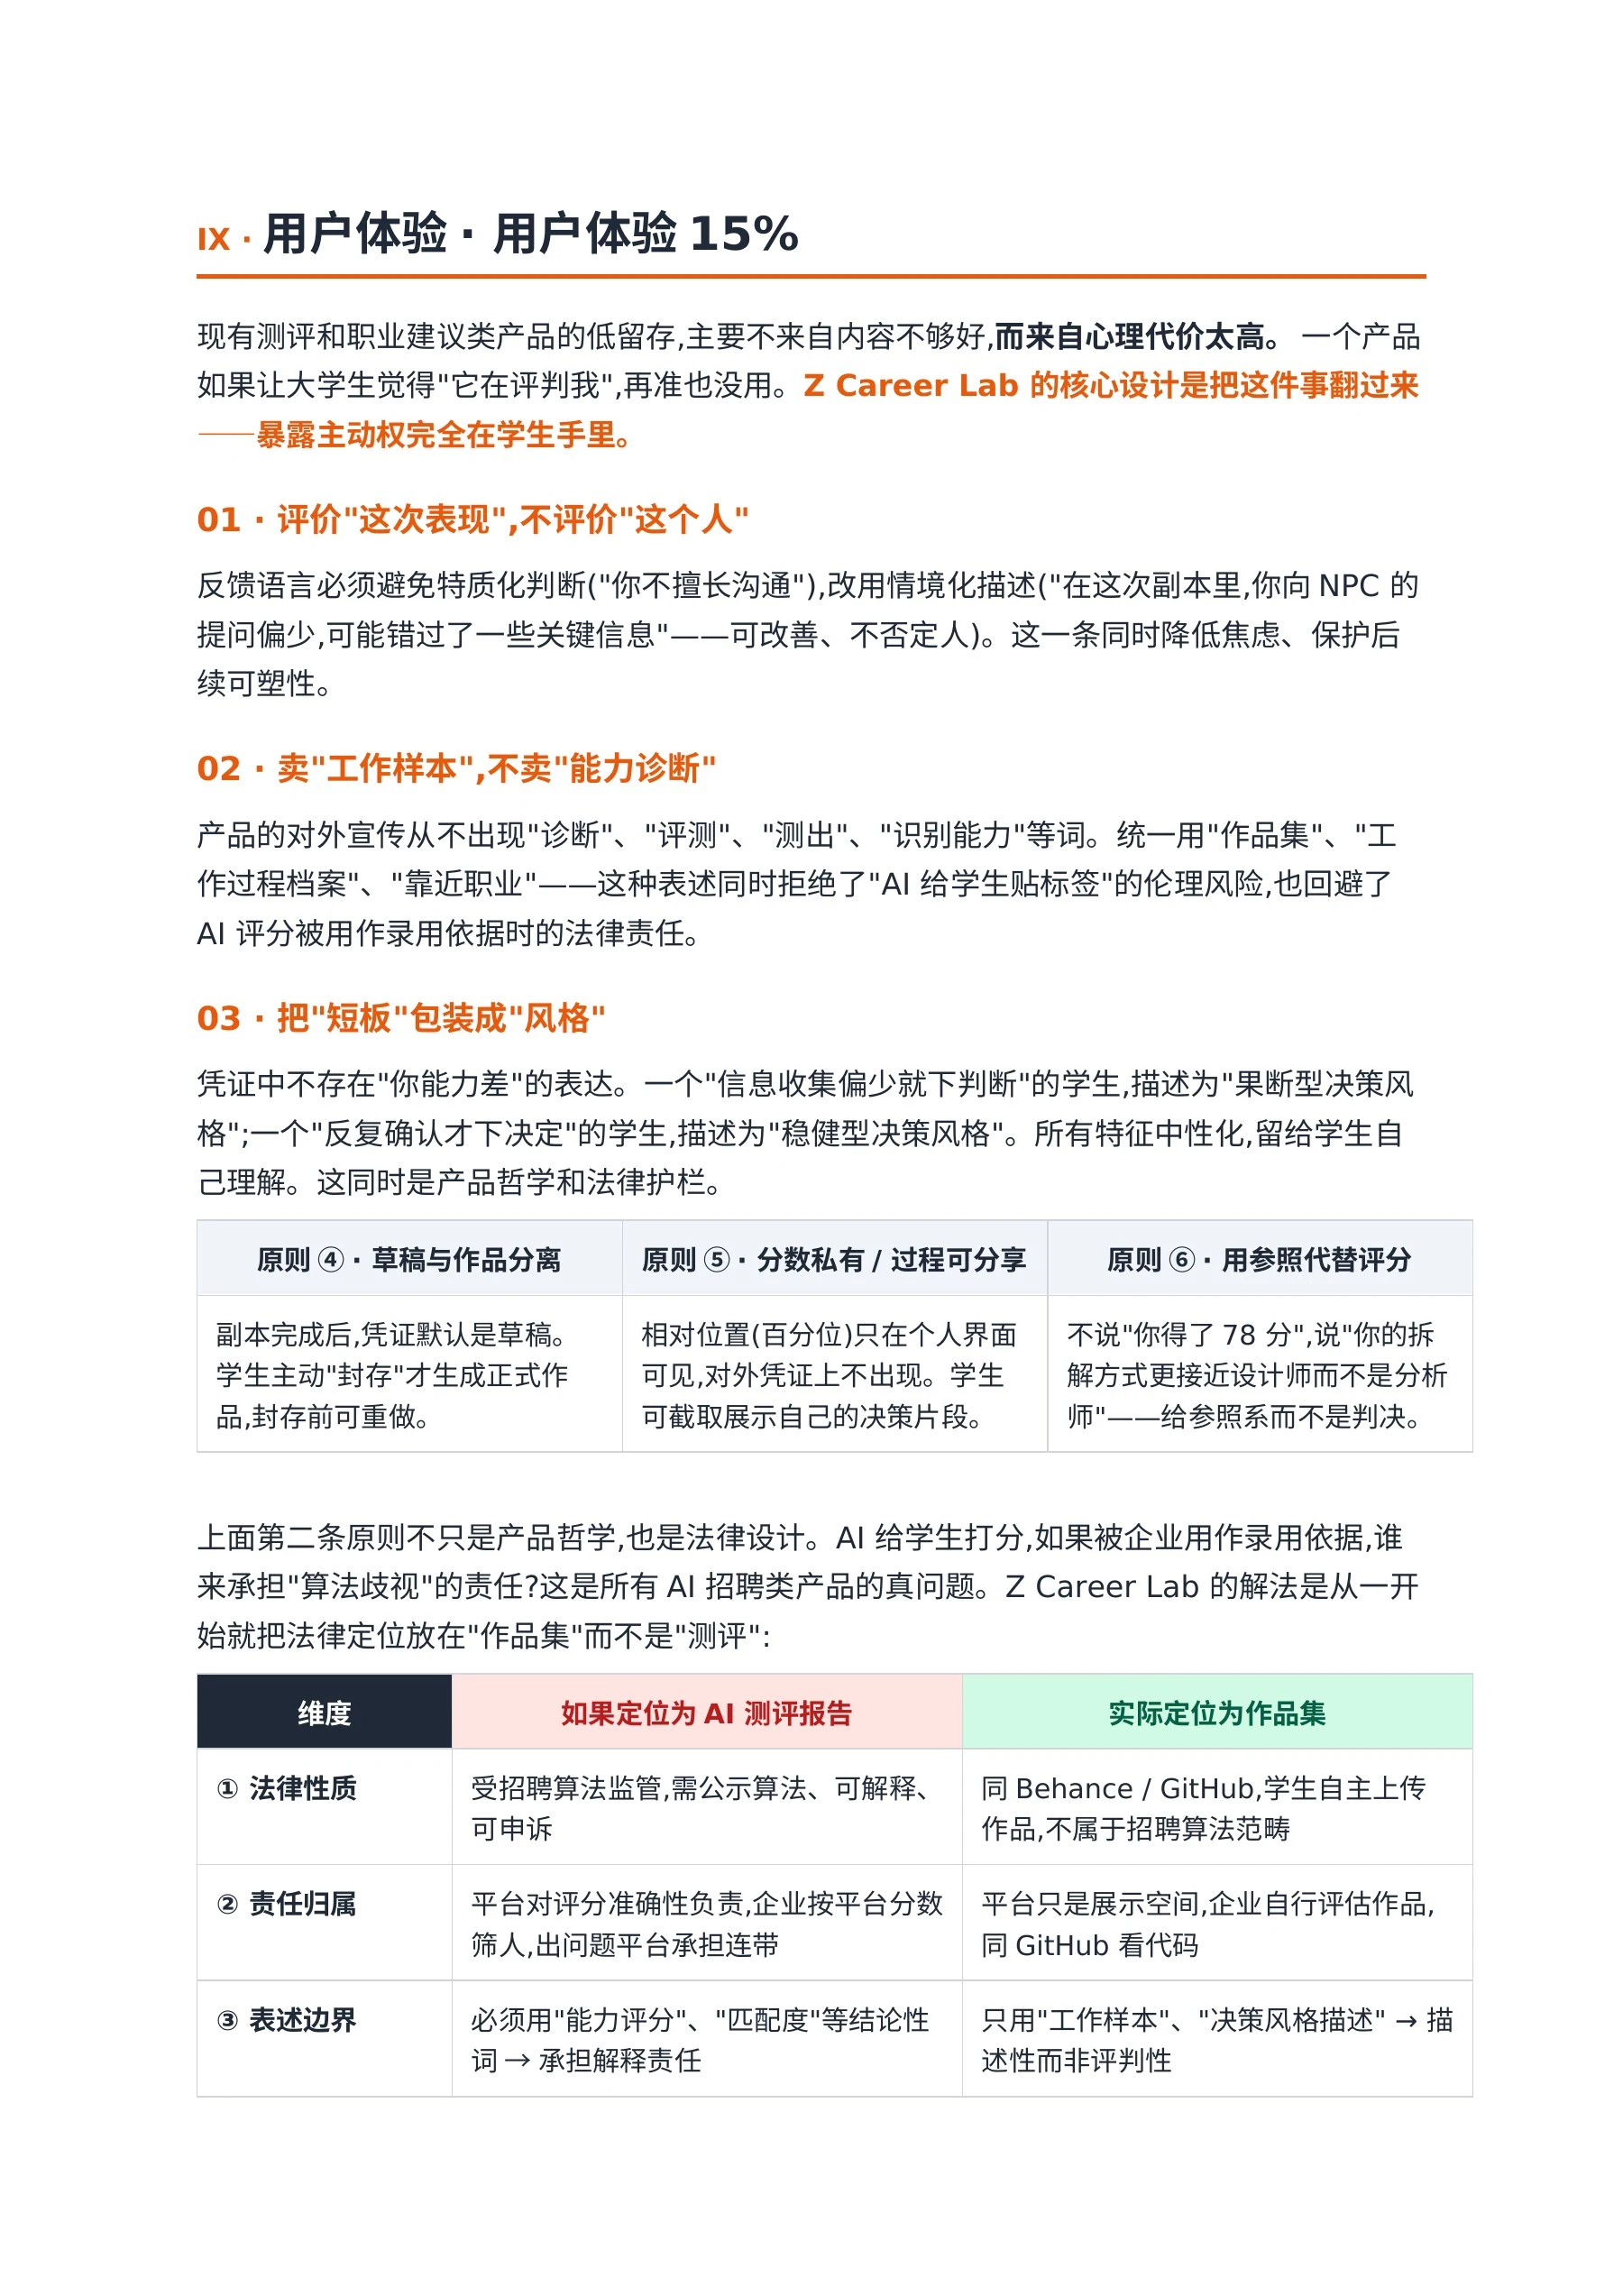 IX · 用户体验 · 用户体验 15%
现有测评和职业建议类产品的低留存,主要不来自内容不够好,而来自心理代价太高。 一个产品
如果让大学生觉得"它在评判我",再准也没用。Z Career Lab 的核心设计是把这件事翻过来
——暴露主动权完全在学生手里。
01 · 评价"这次表现",不评价"这个人"
反馈语言必须避免特质化判断("你不擅长沟通"),改用情境化描述("在这次副本里,你向 NPC 的
提问偏少,可能错过了一些关键信息"——可改善、不否定人)。这一条同时降低焦虑、保护后
续可塑性。
02 · 卖"工作样本",不卖"能力诊断"
产品的对外宣传从不出现"诊断"、"评测"、"测出"、"识别能力"等词。统一用"作品集"、"工
作过程档案"、"靠近职业"——这种表述同时拒绝了"AI 给学生贴标签"的伦理风险,也回避了
AI 评分被用作录用依据时的法律责任。
03 · 把"短板"包装成"风格"
凭证中不存在"你能力差"的表达。一个"信息收集偏少就下判断"的学生,描述为"果断型决策风
格";一个"反复确认才下决定"的学生,描述为"稳健型决策风格"。所有特征中性化,留给学生自
己理解。这同时是产品哲学和法律护栏。
原则 ④ · 草稿与作品分离
原则 ⑤ · 分数私有 / 过程可分享
原则 ⑥ · 用参照代替评分
副本完成后,凭证默认是草稿。
学生主动"封存"才生成正式作
品,封存前可重做。
相对位置(百分位)只在个人界面
可见,对外凭证上不出现。学生
可截取展示自己的决策片段。
不说"你得了 78 分",说"你的拆
解方式更接近设计师而不是分析
师"——给参照系而不是判决。
上面第二条原则不只是产品哲学,也是法律设计。AI 给学生打分,如果被企业用作录用依据,谁
来承担"算法歧视"的责任?这是所有 AI 招聘类产品的真问题。Z Career Lab 的解法是从一开
始就把法律定位放在"作品集"而不是"测评":
维度
如果定位为 AI 测评报告
实际定位为作品集
① 法律性质
受招聘算法监管,需公示算法、可解释、
可申诉
同 Behance / GitHub,学生自主上传
作品,不属于招聘算法范畴
② 责任归属
平台对评分准确性负责,企业按平台分数
筛人,出问题平台承担连带
平台只是展示空间,企业自行评估作品,
同 GitHub 看代码
③ 表述边界
必须用"能力评分"、"匹配度"等结论性
词 → 承担解释责任
只用"工作样本"、"决策风格描述" → 描
述性而非评判性